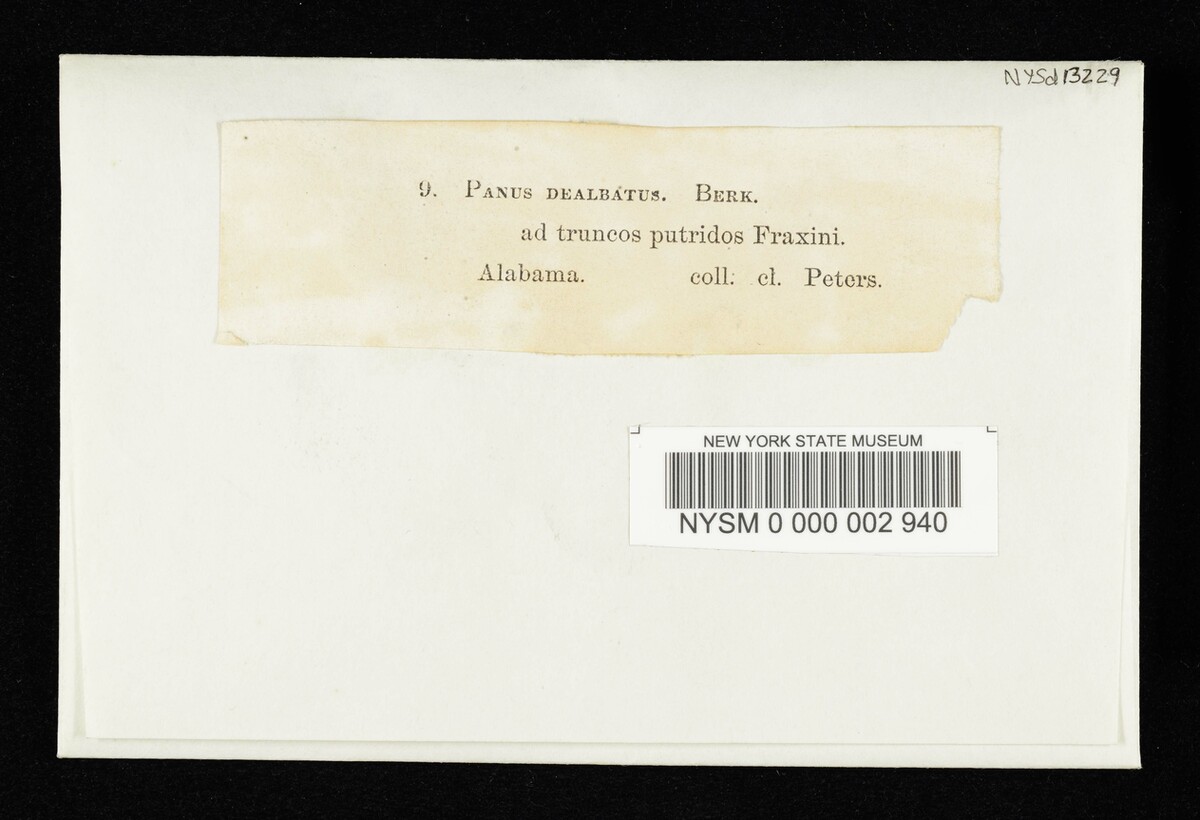 NYSd13229
9. PANUS DEALBATUS. BERK.
ad truncos putridos Fraxini.
Alabama. coll. cl. Peters.
NEW YORK STATE MUSEUM
NYSM 0 000 002 940